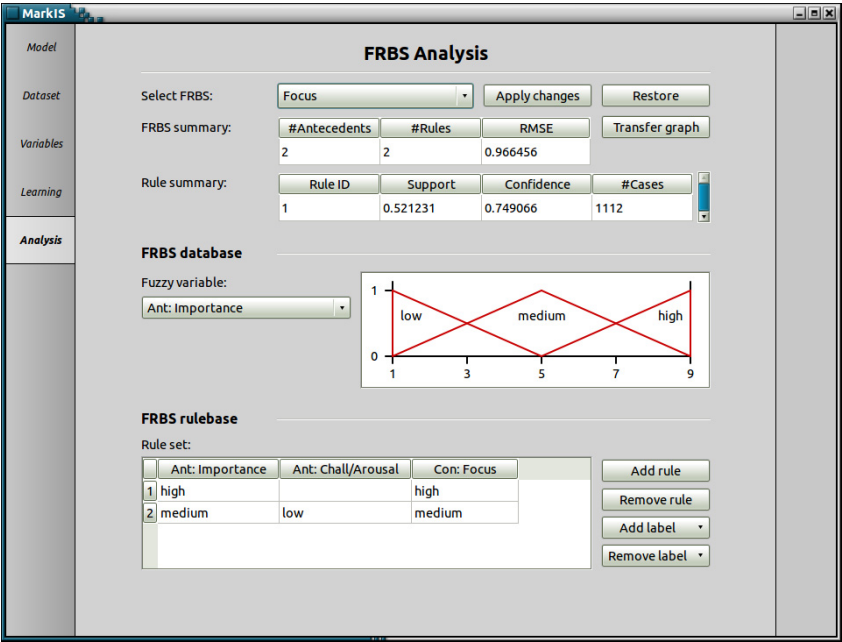 MarkIS
Model
Dataset
Variables
Learning
Analysis
FRBS Analysis
Select FRBS: Focus Apply changes Restore
FRBS summary: #Antecedents #Rules RMSE Transfer graph
2 2 0.966456
Rule summary: Rule ID Support Confidence #Cases
1 0.521231 0.749066 1112
FRBS database
Fuzzy variable:
Ant: Importance
1
low medium high
0
1 3 5 7 9
FRBS rulebase
Rule set:
Ant: Importance Ant: Chall/Arousal Con: Focus
1 high high
2 medium low medium
Add rule
Remove rule
Add label
Remove label